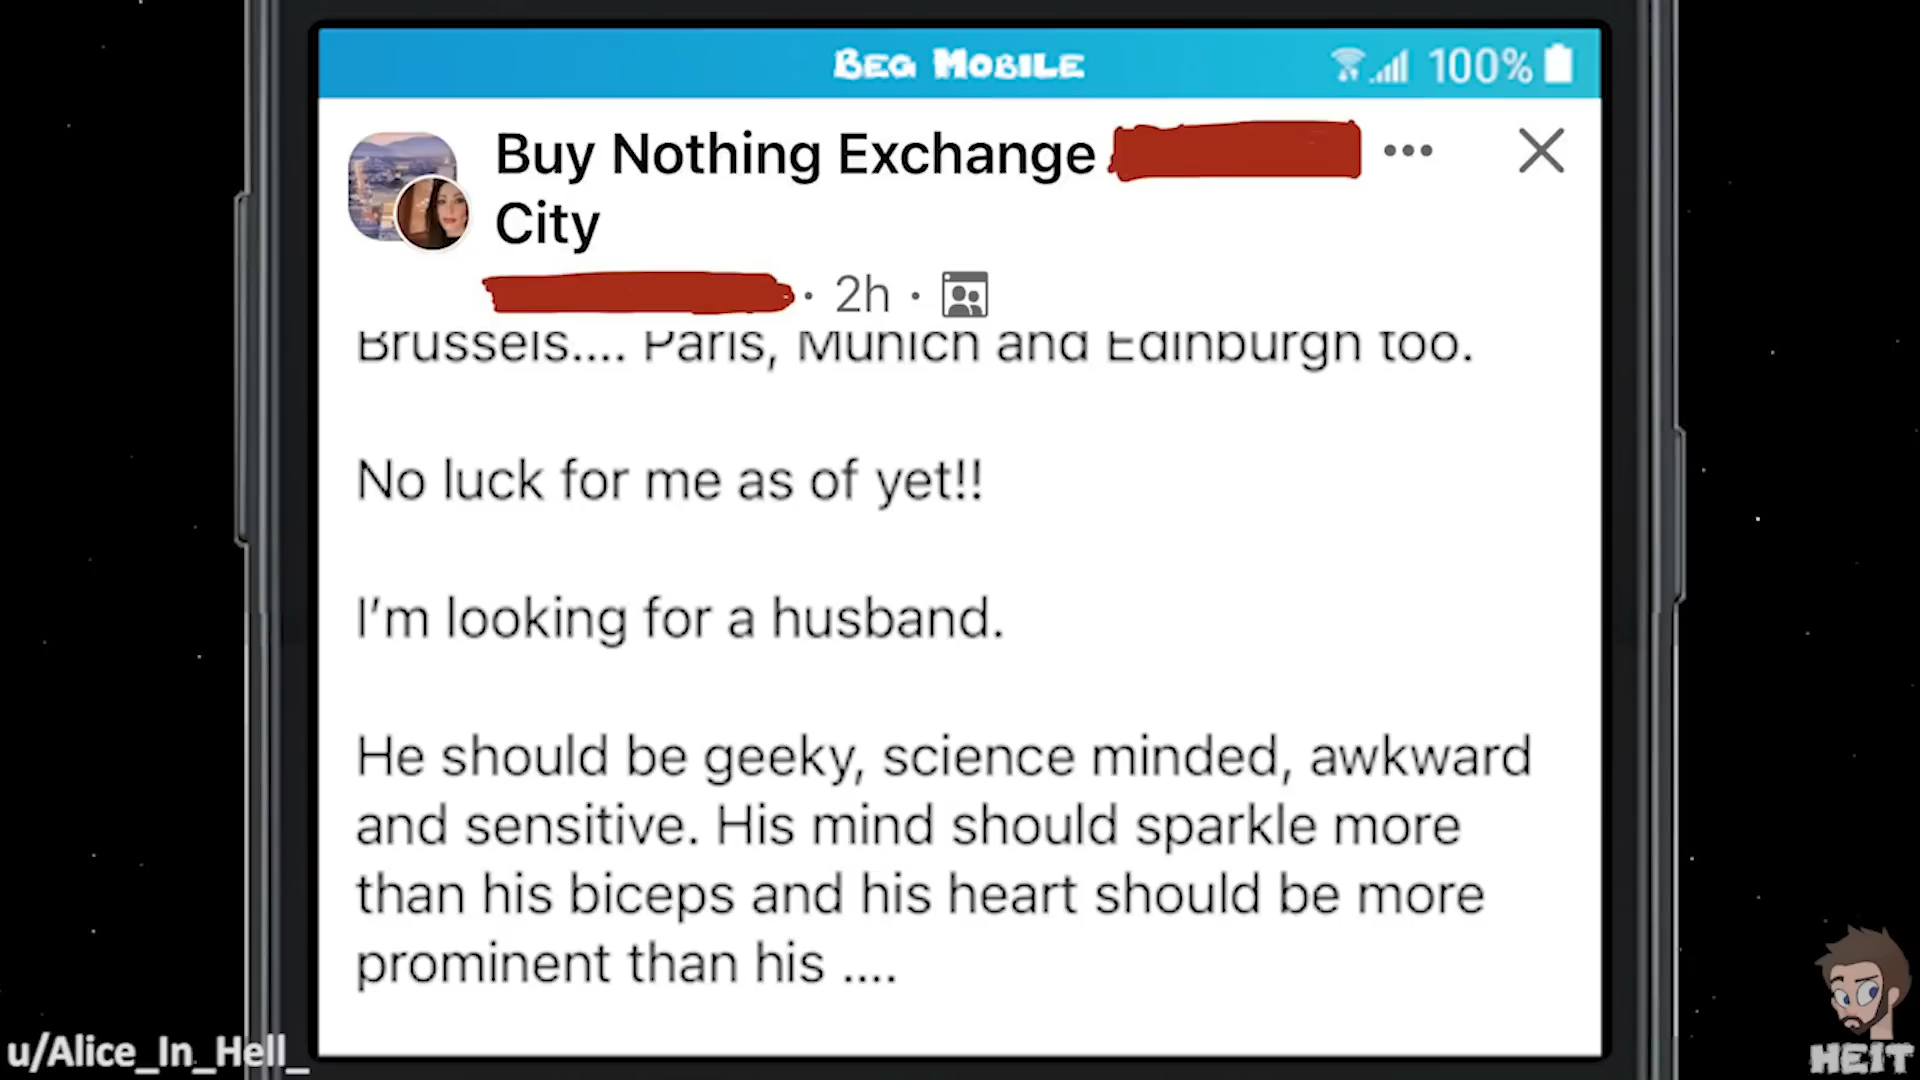 BEG MOBILE
100%
Buy Nothing Exchange
City
· 2h ·
Brussels.... Paris, Munich and Edinburgh too.
No luck for me as of yet!!
I'm looking for a husband.
He should be geeky, science minded, awkward
and sensitive. His mind should sparkle more
than his biceps and his heart should be more
prominent than his ....
u/Alice_In_Hell_
HEIT